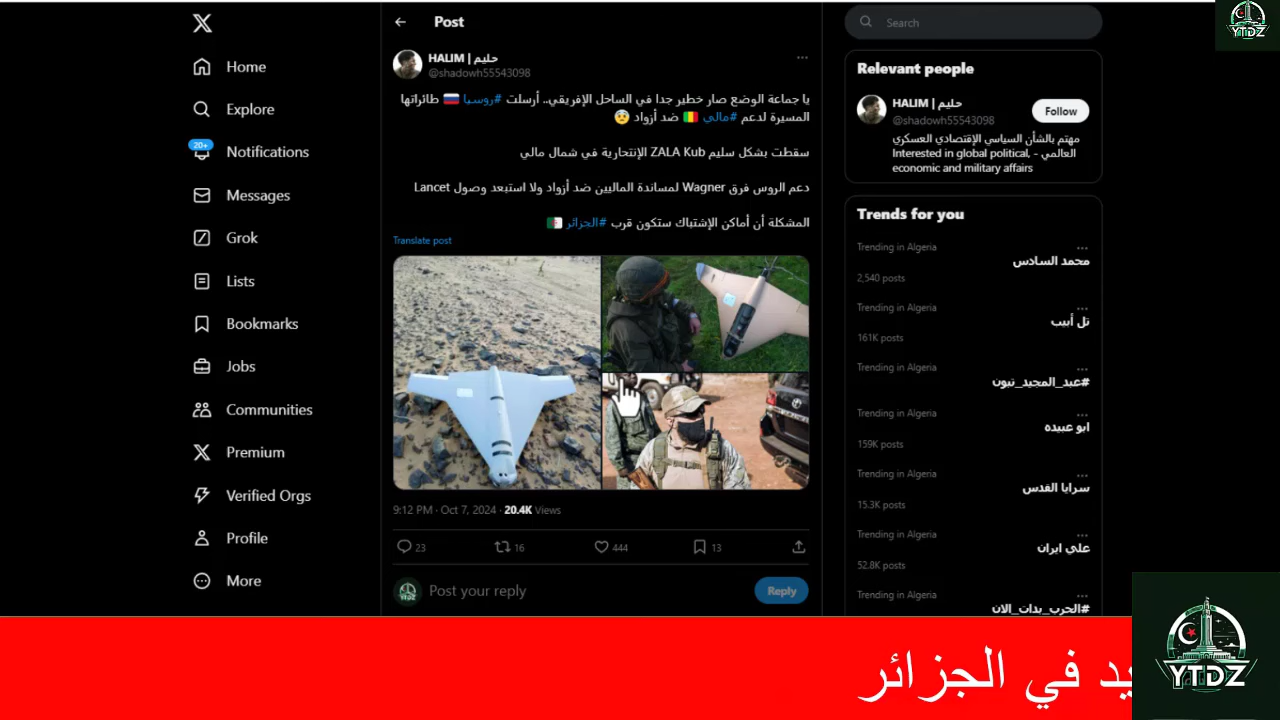 Post
Search
YTDZ
Home
Explore
20+
Notifications
Messages
Grok
Lists
Bookmarks
Jobs
Communities
Premium
Verified Orgs
Profile
More
HALIM | حليم
@shadowh55543098
يا جماعة الوضع صار خطير جدا في الساحل الإفريقي.. أرسلت #روسيا 🇷🇺 طائراتها
المسيرة لدعم #مالي 🇲🇱 ضد أزواد 😨
سقطت بشكل سليم ZALA Kub الإنتحارية في شمال مالي
دعم الروس فرق Wagner لمساندة الماليين ضد أزواد ولا استبعد وصول Lancet
المشكلة أن أماكن الإشتباك ستكون قرب #الجزائر 🇩🇿
Translate post
9:12 PM · Oct 7, 2024 · 20.4K Views
23 16 444 13
Post your reply
Reply
Relevant people
HALIM | حليم
@shadowh55543098
Follow
مهتم بالشأن السياسي الإقتصادي العسكري
العالمي - Interested in global political,
economic and military affairs
Trends for you
Trending in Algeria
محمد السادس
2,540 posts
Trending in Algeria
تل أبيب
161K posts
Trending in Algeria
#عبد_المجيد_تبون
Trending in Algeria
ابو عبيده
159K posts
Trending in Algeria
سرايا القدس
15.3K posts
Trending in Algeria
علي ايران
52.8K posts
Trending in Algeria
#الحرب_بدات_الان
يد في الجزائر
YTDZ